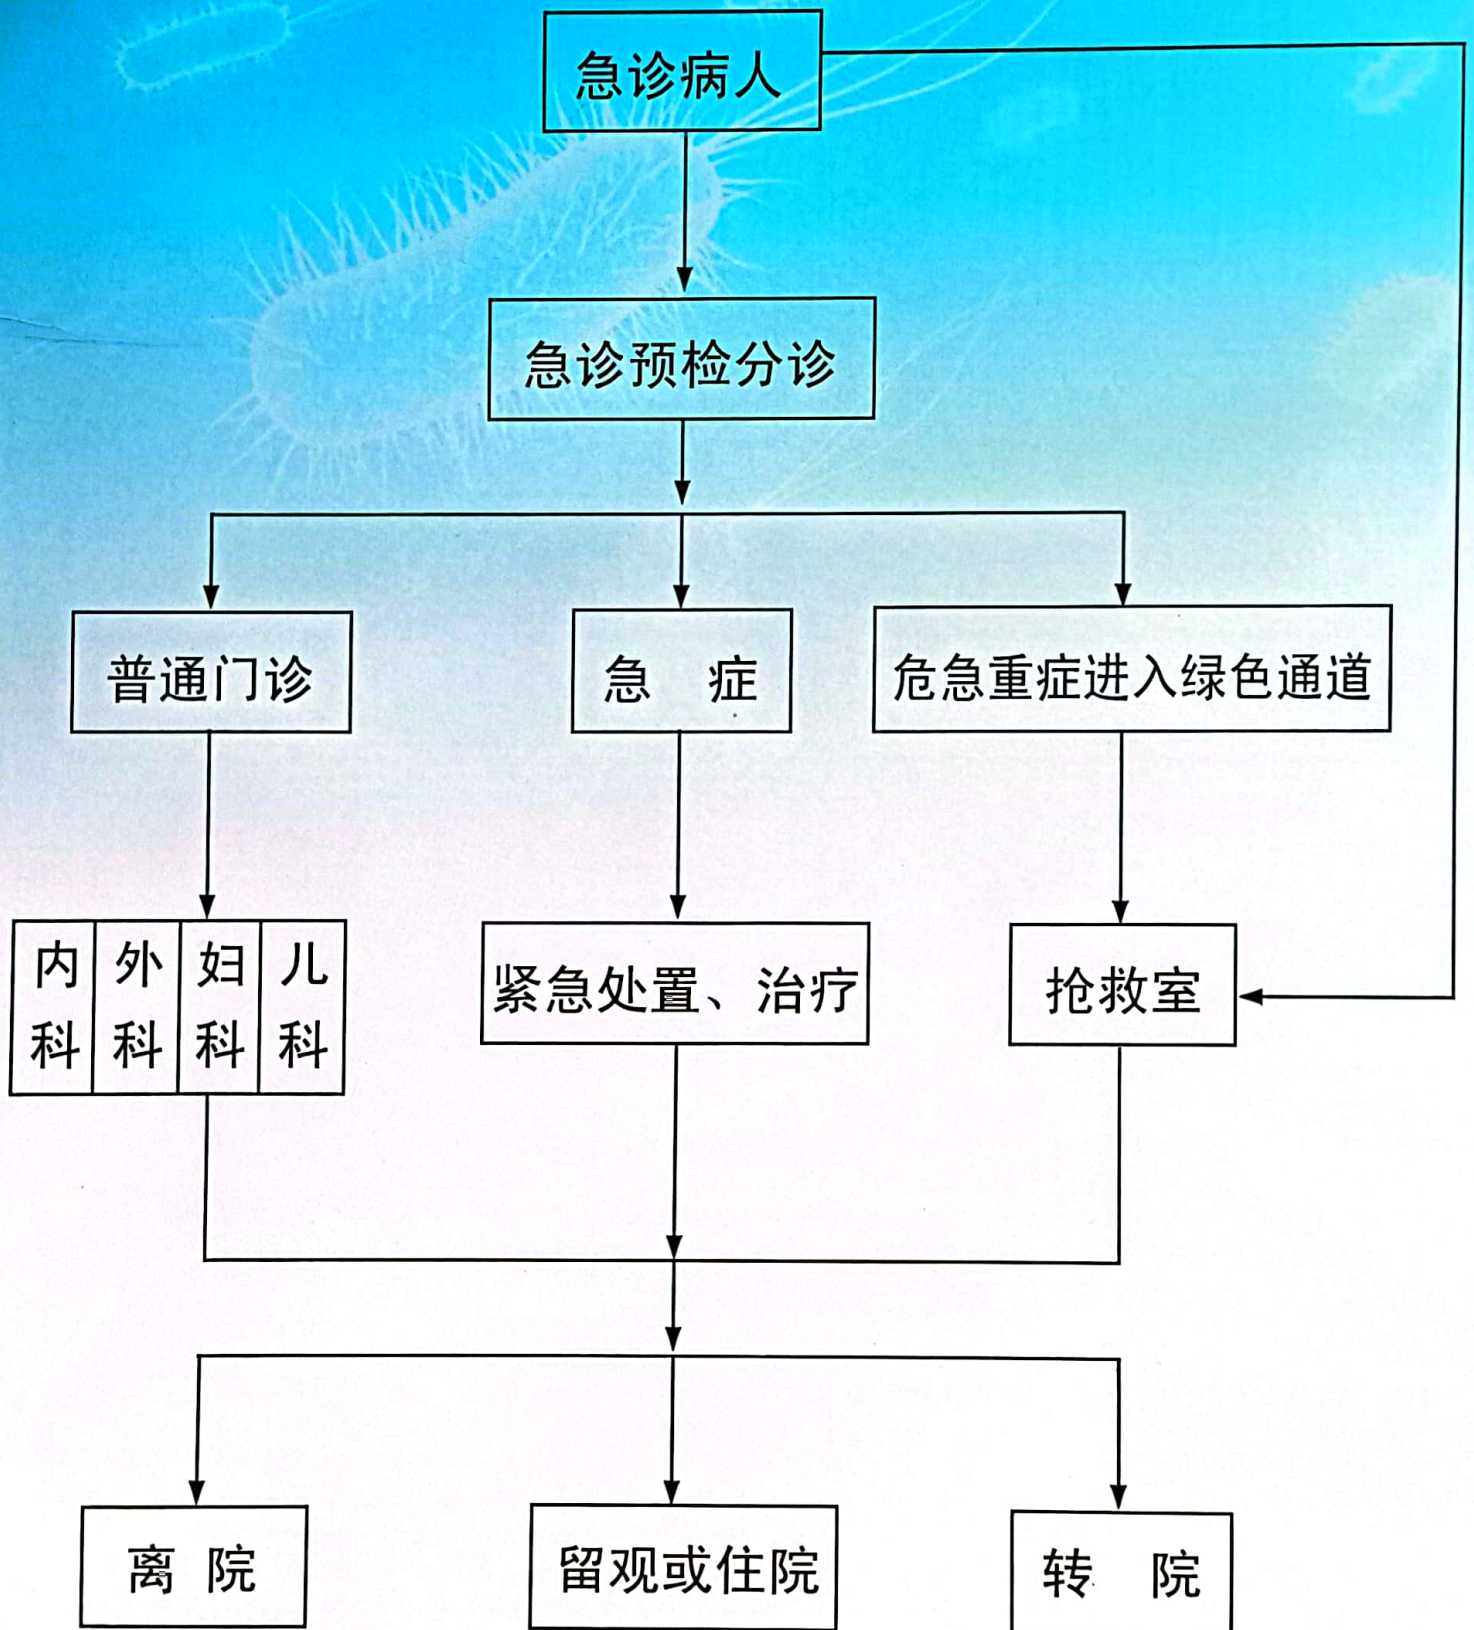 急诊病人
急诊预检分诊
普通门诊
急 症
危急重症进入绿色通道
内科
外科
妇科
儿科
紧急处置、治疗
抢救室
离 院
留观或住院
转 院